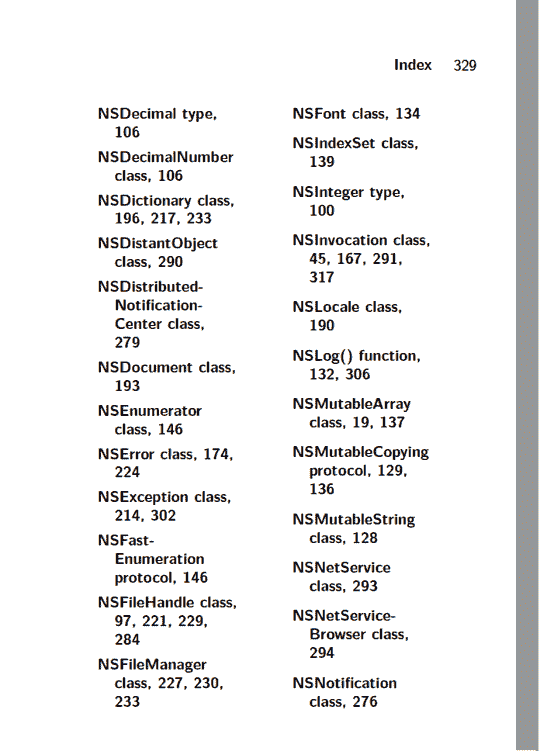 Index 329
NSDecimal type,
106
NSDecimalNumber
class, 106
NSDictionary class,
196, 217, 233
NSDistantObject
class, 290
NSDistributed-
Notification-
Center class,
279
NSDocument class,
193
NSEnumerator
class, 146
NSError class, 174,
224
NSException class,
214, 302
NSFast-
Enumeration
protocol, 146
NSFileHandle class,
97, 221, 229,
284
NSFileManager
class, 227, 230,
233
NSFont class, 134
NSIndexSet class,
139
NSInteger type,
100
NSInvocation class,
45, 167, 291,
317
NSLocale class,
190
NSLog() function,
132, 306
NSMutableArray
class, 19, 137
NSMutableCopying
protocol, 129,
136
NSMutableString
class, 128
NSNetService
class, 293
NSNetService-
Browser class,
294
NSNotification
class, 276